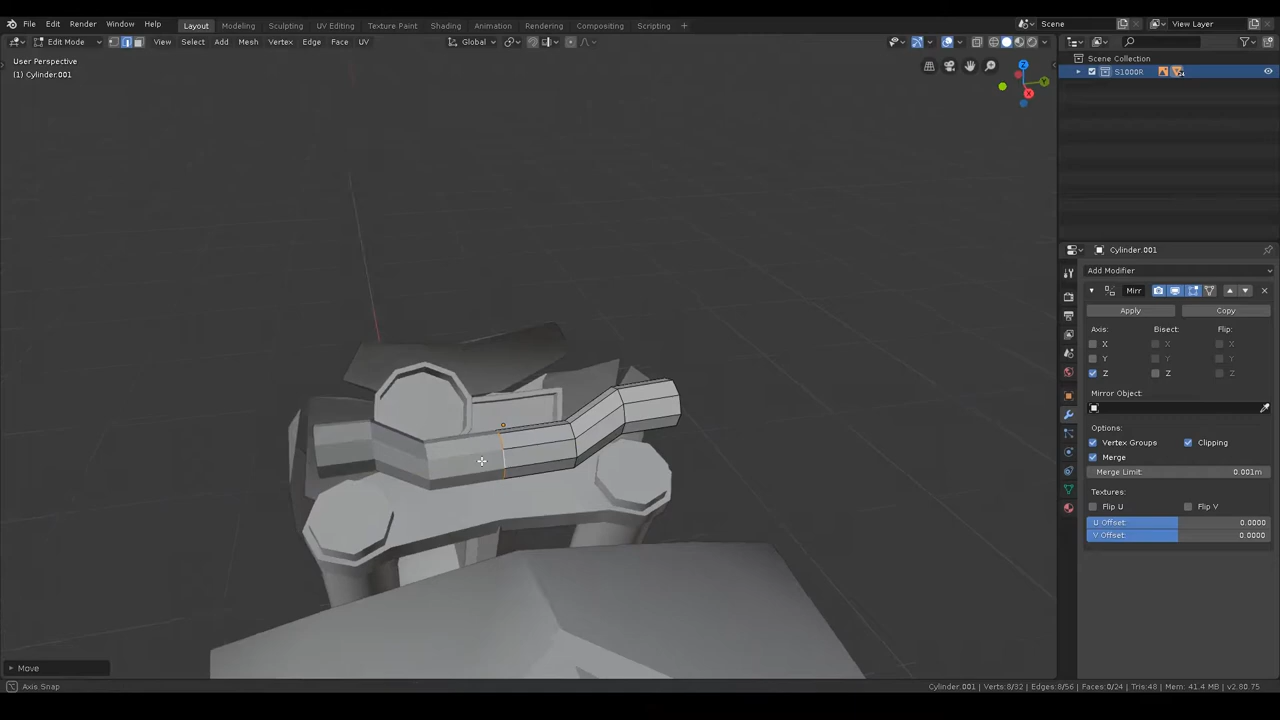 File Edit Render Window Help Layout Modeling Sculpting UV Editing Texture Paint Shading Animation Rendering Compositing Scripting + Scene View Layer
Edit Mode View Select Add Mesh Vertex Edge Face UV Global
User Perspective
(1) Cylinder.001
Z
Y
X
Scene Collection
S1000R
Cylinder.001
Add Modifier
Mirr
Apply Copy
Axis: Bisect: Flip:
X X X
Y Y Y
Z Z Z
Mirror Object:
Options:
Vertex Groups Clipping
Merge
Merge Limit: 0.001m
Textures:
Flip U Flip V
U Offset: 0.0000
V Offset: 0.0000
Move
Axis Snap
Cylinder.001 | Verts:8/32 | Edges:8/56 | Faces:0/24 | Tris:48 | Mem: 41.4 MB | v2.80.75